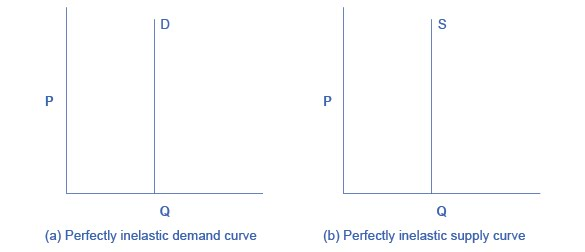 D
P
Q
(a) Perfectly inelastic demand curve
S
P
Q
(b) Perfectly inelastic supply curve